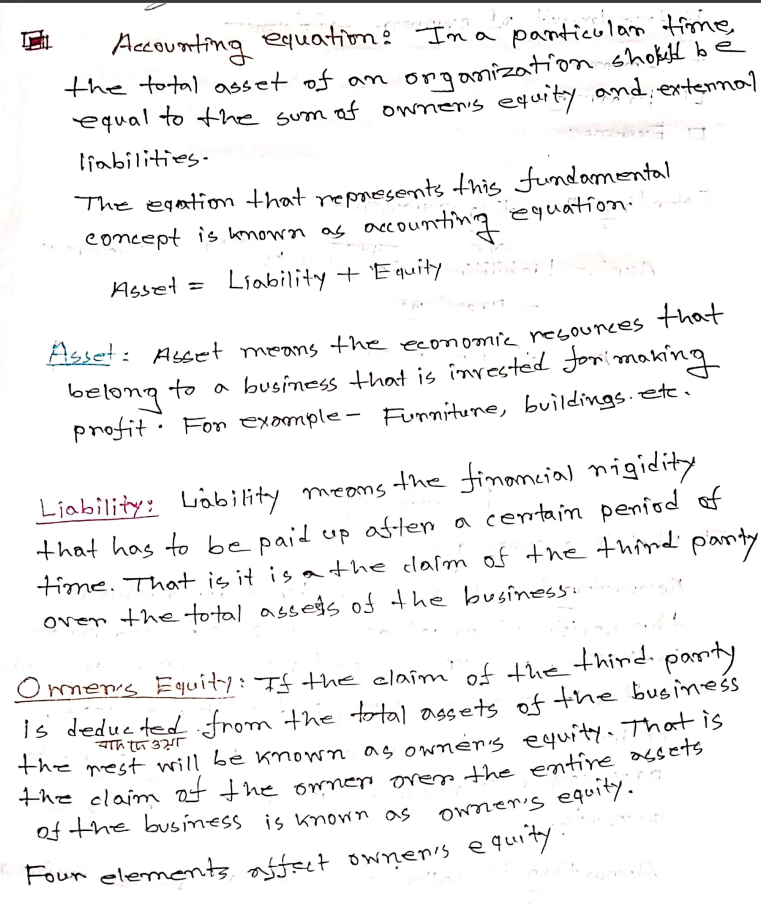 Accounting equation: In a particular time,
the total asset of an organization should be
equal to the sum of owner's equity and external
liabilities.
The eqation that represents this fundamental
concept is known as accounting equation.
Asset = Liability + Equity
Asset: Asset means the economic resources that
belong to a business that is invested for making
profit. For example - Furniture, buildings. etc.
Liability: Liability means the financial rigidity
that has to be paid up after a certain period of
time. That is it is a the claim of the third party
over the total assets of the business.
Owner's Equity: If the claim of the third party
is deducted from the total assets of the business
the rest will be known as owner's equity. That is
the claim of the owner over the entire assets
of the business is known as owner's equity.
Four elements affect owner's equity.